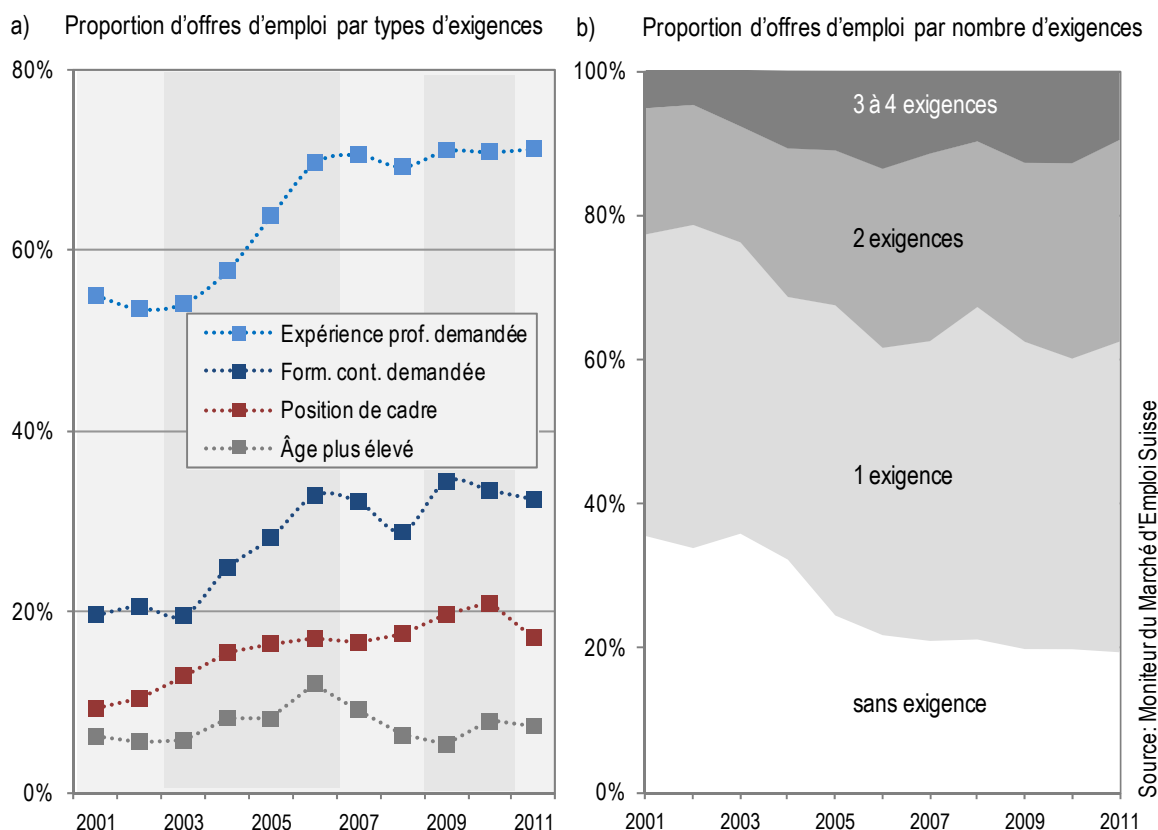 a) Proportion d'offres d'emploi par types d'exigences
80%
60%
40%
20%
0%
Expérience prof. demandée
Form. cont. demandée
Position de cadre
Âge plus élevé
2001 2003 2005 2007 2009 2011
b) Proportion d'offres d'emploi par nombre d'exigences
100%
80%
60%
40%
20%
0%
3 à 4 exigences
2 exigences
1 exigence
sans exigence
2001 2003 2005 2007 2009 2011
Source: Moniteur du Marché d'Emploi Suisse